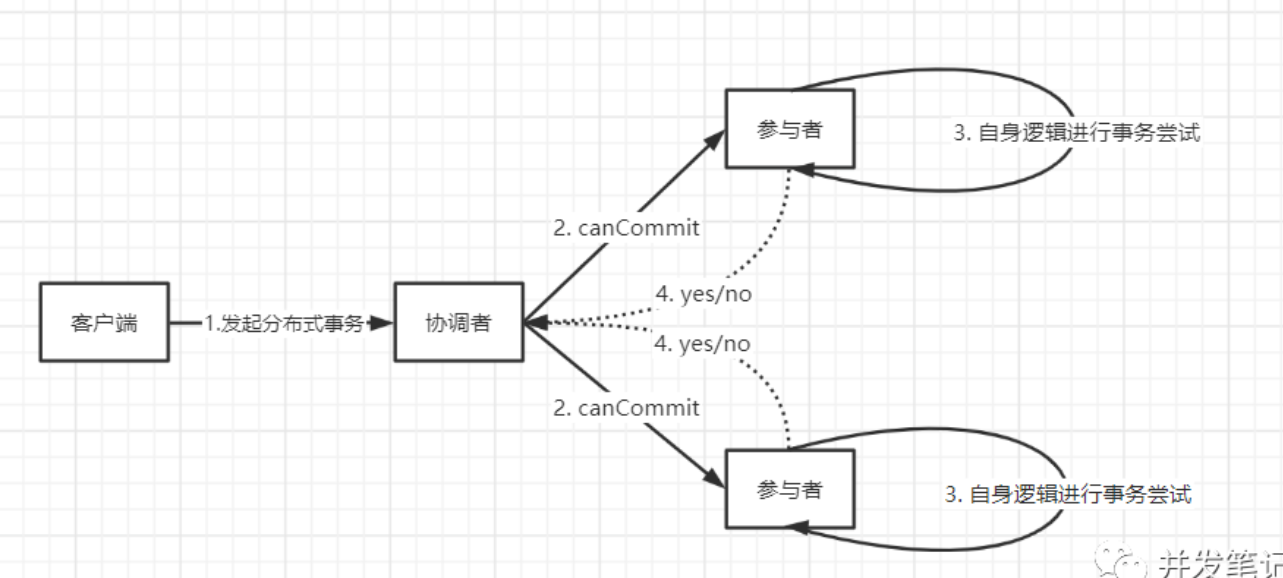 参与者
3. 自身逻辑进行事务尝试
2. canCommit
4. yes/no
客户端
1.发起分布式事务
协调者
4. yes/no
2. canCommit
参与者
3. 自身逻辑进行事务尝试
并发笔记